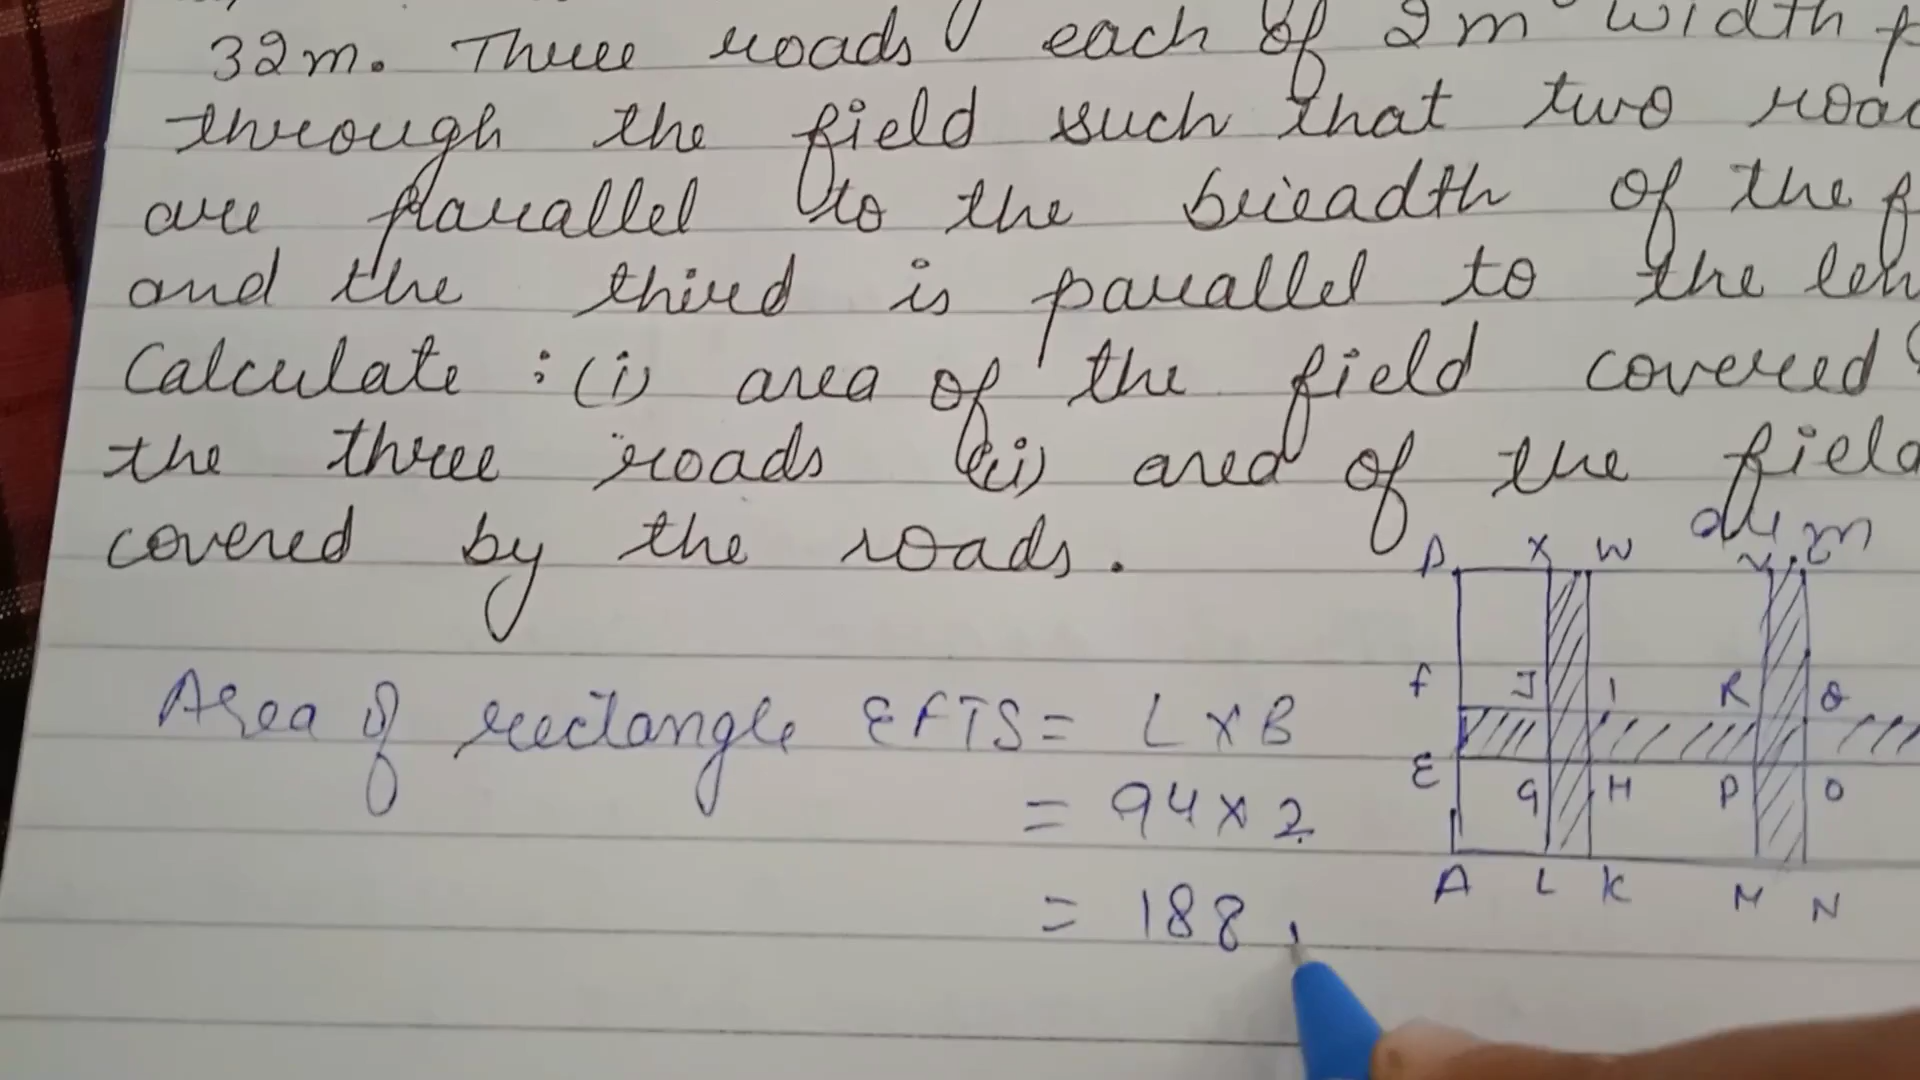 32m. Three roads each of 2m width
through the field such that two
are parallel to the breadth of the
and the third is parallel to the
Calculate : (i) area of the field covered
the three roads (ii) area of the field
covered by the roads.
D X W V
F J I R Q
E G H P O
A L K M N
Area of rectangle EFTS = L X B
= 94 x 2
= 188